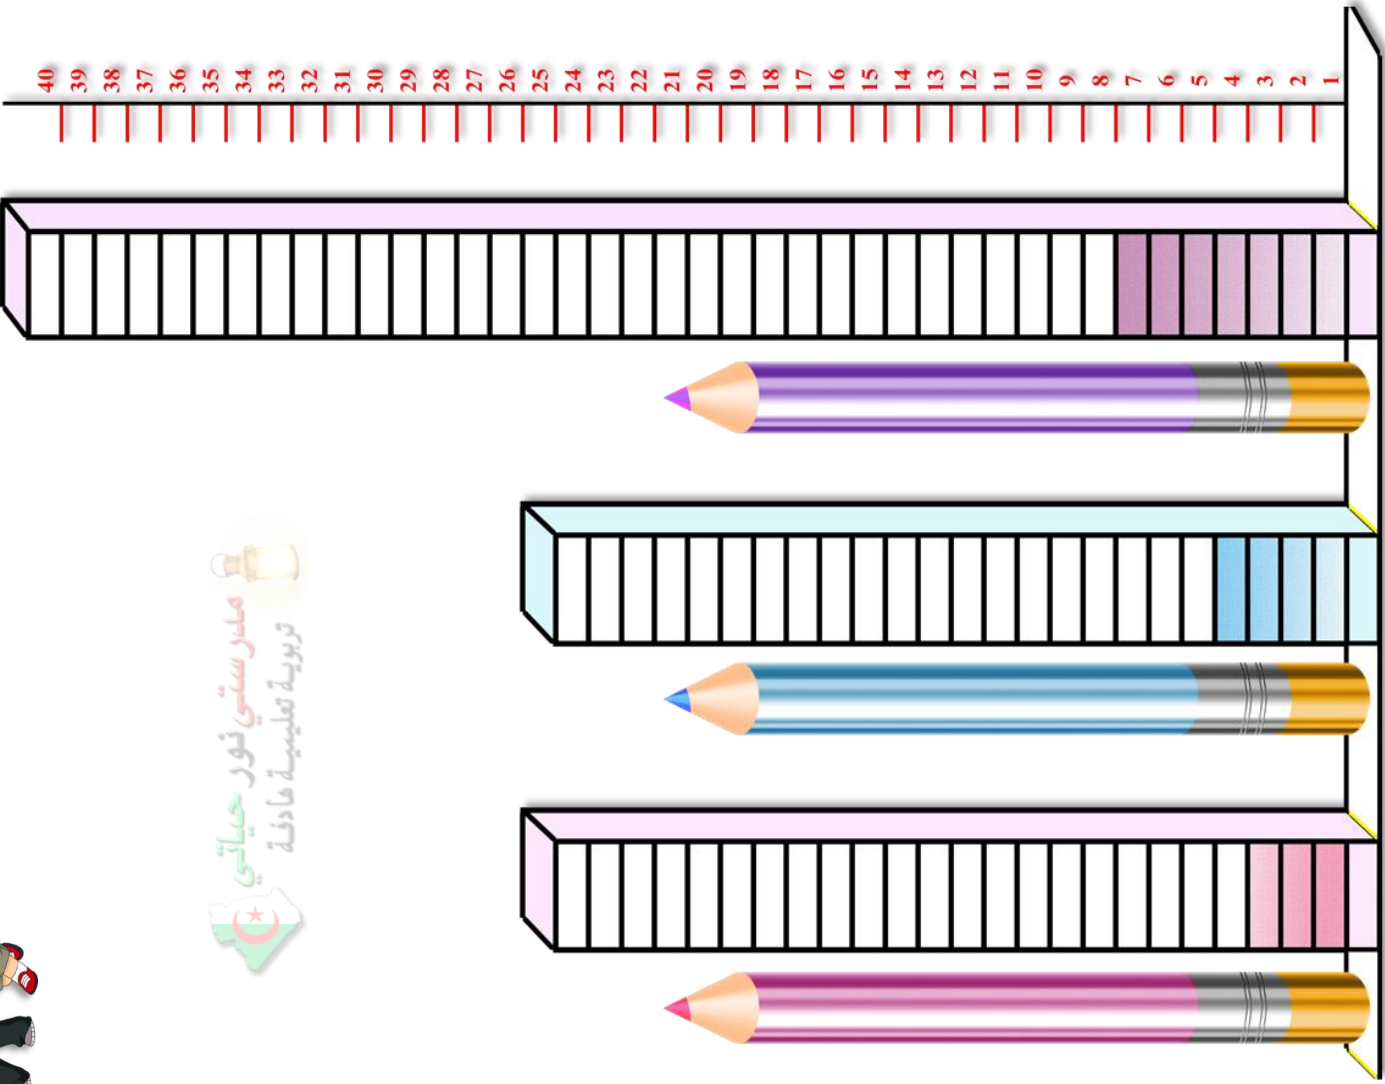 40 39 38 37 36 35 34 33 32 31 30 29 28 27 26 25 24 23 22 21 20 19 18 17 16 15 14 13 12 11 10 9 8 7 6 5 4 3 2 1
مدرستي نور حياتي
تربوية تعليمية هادفة